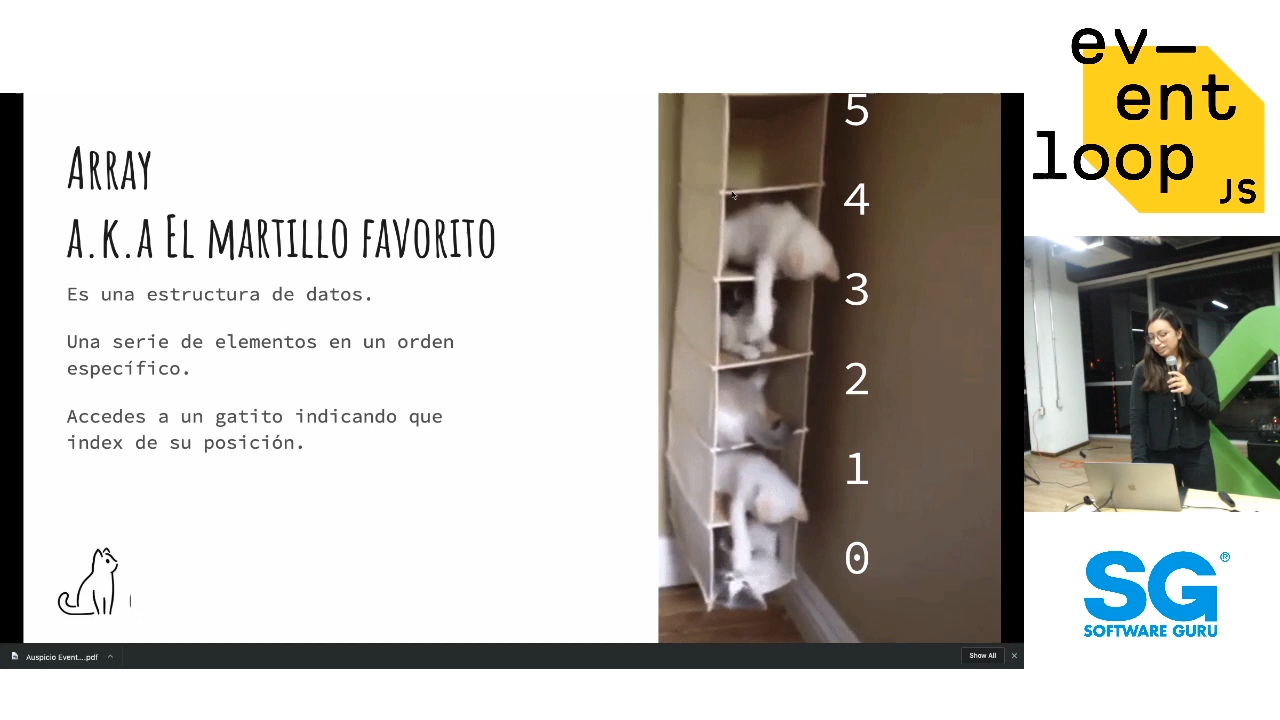 ARRAY
A.K.A EL MARTILLO FAVORITO
Es una estructura de datos.
Una serie de elementos en un orden
específico.
Accedes a un gatito indicando que
index de su posición.
5
4
3
2
1
0
Auspicio Event....pdf
Show All
ev—
ent
loop
JS
SG®
SOFTWARE GURU